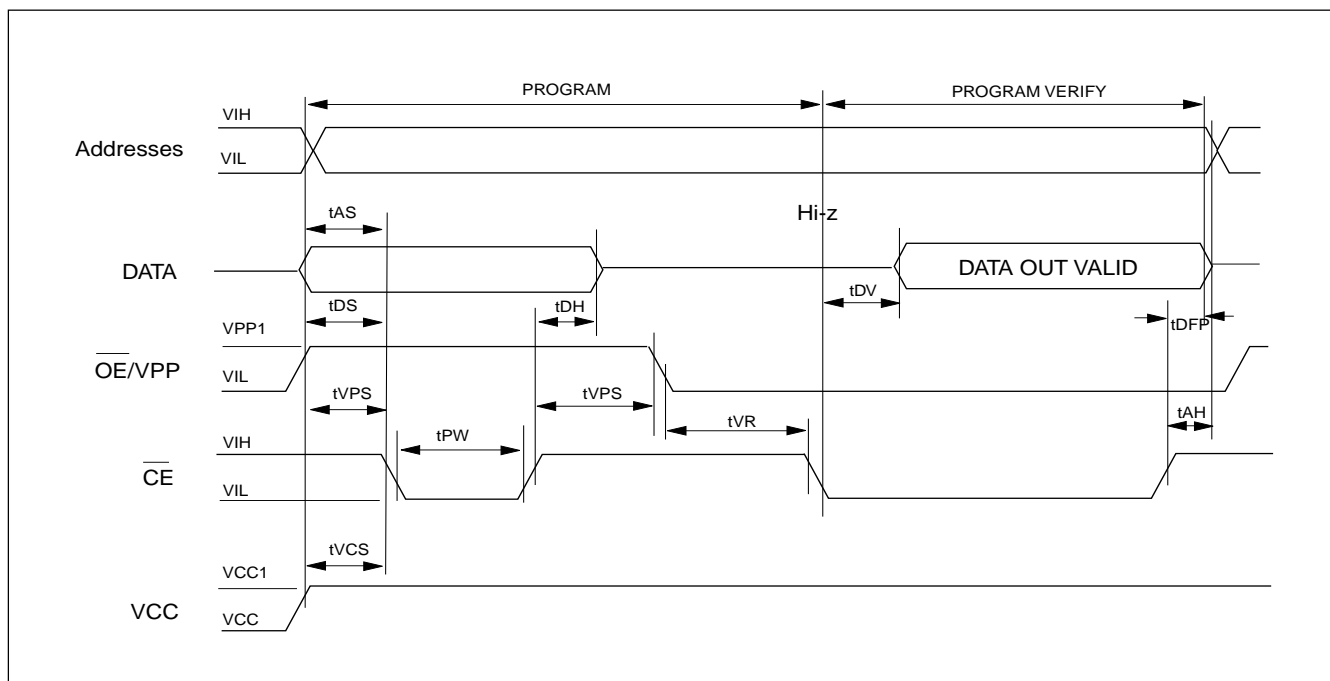 PROGRAM
PROGRAM VERIFY
VIH
Addresses
VIL
tAS
Hi-z
DATA
DATA OUT VALID
tDS
tDH
tDV
tDFP
VPP1
OE/VPP
VIL
tVPS
tVPS
tVR
tAH
VIH
tPW
CE
VIL
tVCS
VCC1
VCC
VCC